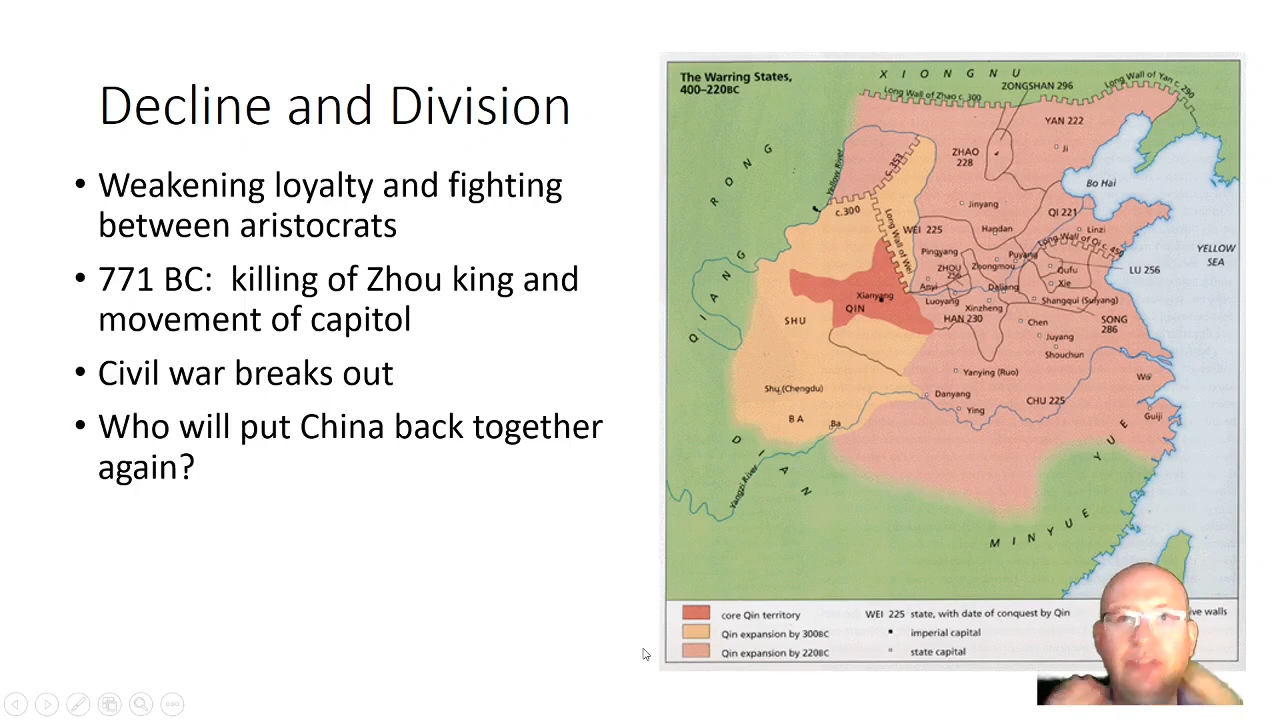 Decline and Division
• Weakening loyalty and fighting
between aristocrats
• 771 BC:  killing of Zhou king and
movement of capitol
• Civil war breaks out
• Who will put China back together
again?
The Warring States,
400–220BC
X I O N G N U
ZONGSHAN 296
Long Wall of Zhao c. 300
Long Wall of Yan c. 290
YAN 222
Ji
ZHAO
228
Bo Hai
R O N G
Yellow River
c. 353
Jinyang
QI 221
Linzi
c.300
Long Wall of Wei
WEI 225
Handan
Long Wall of Qi c. 450
YELLOW
SEA
Pingyang
Puyang
ZHOU
256
Zhongmou
Qufu
LU 256
Q I A N G
Anyi
Daliang
Xie
Xianyang
Luoyang
Shangqui (Suiyang)
QIN
Xinzheng
SHU
HAN 230
Chen
SONG
286
Juyang
Shouchun
Yanying (Ruo)
Wu
Shu (Chengdu)
Danyang
CHU 225
Ying
Guiji
B A
Ba
D I A N
Yangzi River
Y U E
M I N Y U E
core Qin territory
WEI 225 state, with date of conquest by Qin
walls
Qin expansion by 300BC
imperial capital
Qin expansion by 220BC
state capital